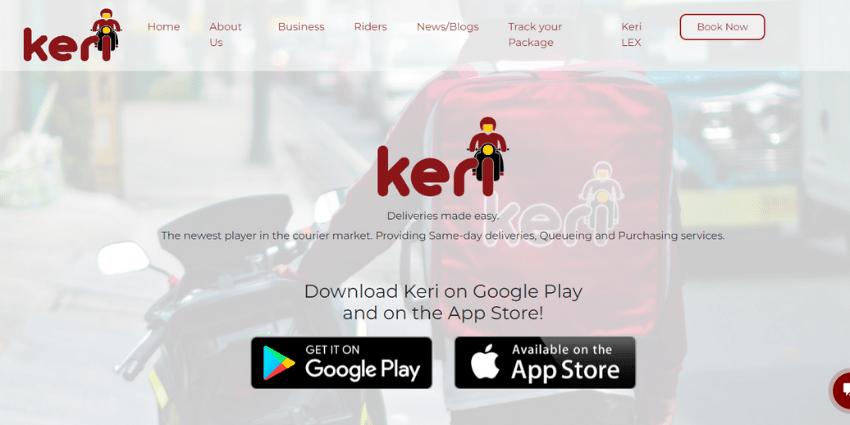 keri
Home
About
Us
Business
Riders
News/Blogs
Track your
Package
Keri
LEX
Book Now
keri
keri
Deliveries made easy.
The newest player in the courier market. Providing Same-day deliveries, Queueing and Purchasing services.
Download Keri on Google Play
and on the App Store!
GET IT ON
Google Play
Available on the
App Store